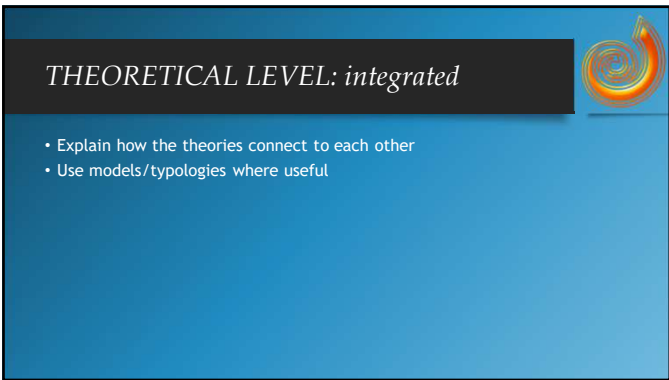 THEORETICAL LEVEL: integrated
• Explain how the theories connect to each other
• Use models/typologies where useful